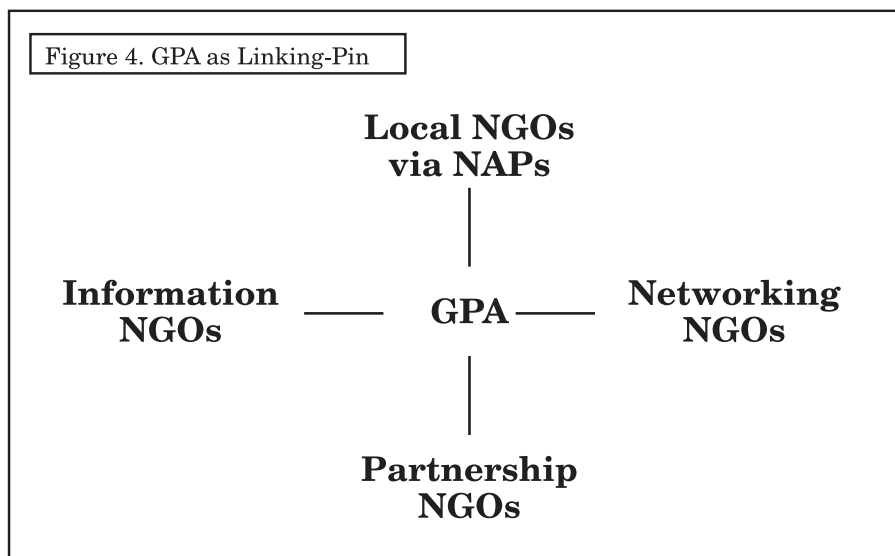 Figure 4. GPA as Linking-Pin
Local NGOs
via NAPs
Information
NGOs
GPA
Networking
NGOs
Partnership
NGOs